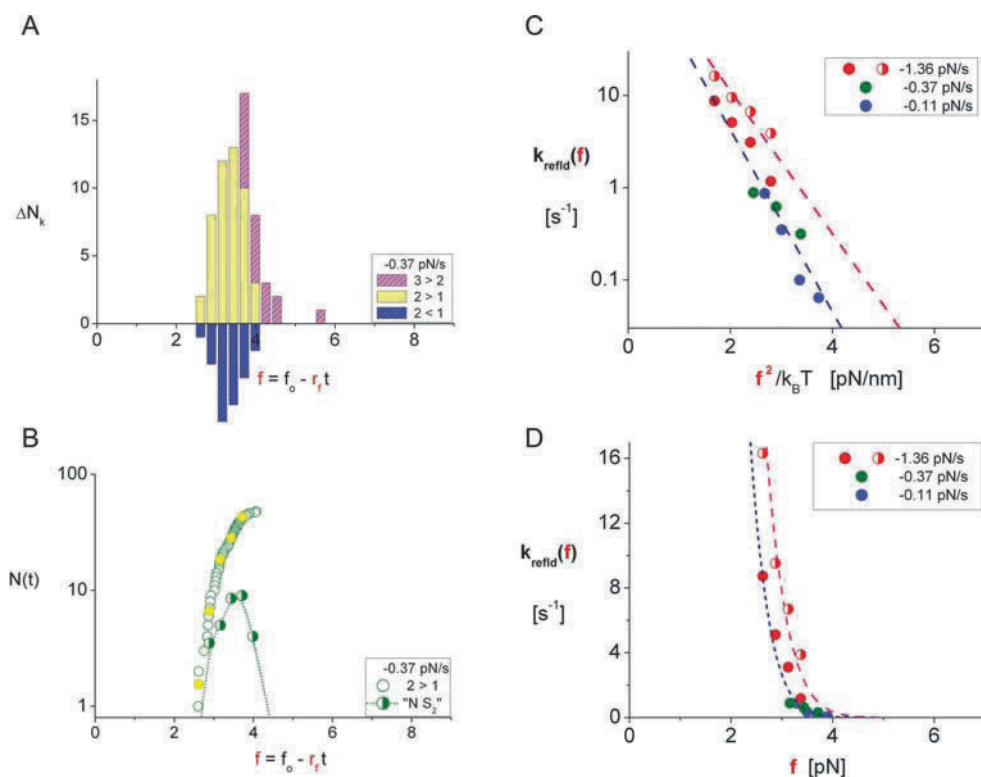 A
15
10
5
0
ΔN_k
-0.37 pN/s
3 > 2
2 > 1
2 < 1
0 2 4 6 8
f = f_o - r_f t
B
100
10
1
N(t)
-0.37 pN/s
2 > 1
"N S_2"
0 2 4 6 8
f = f_o - r_f t
C
10
1
0.1
k_refld(f)
[s^-1]
-1.36 pN/s
-0.37 pN/s
-0.11 pN/s
0 2 4 6
f^2/k_BT [pN/nm]
D
16
12
8
4
0
k_refld(f)
[s^-1]
-1.36 pN/s
-0.37 pN/s
-0.11 pN/s
0 2 4 6
f [pN]